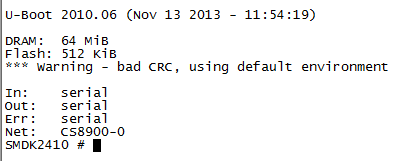 U-Boot 2010.06 (Nov 13 2013 - 11:54:19)
DRAM:  64 MiB
Flash: 512 KiB
*** Warning - bad CRC, using default environment
In:    serial
Out:   serial
Err:   serial
Net:   CS8900-0
SMDK2410 #